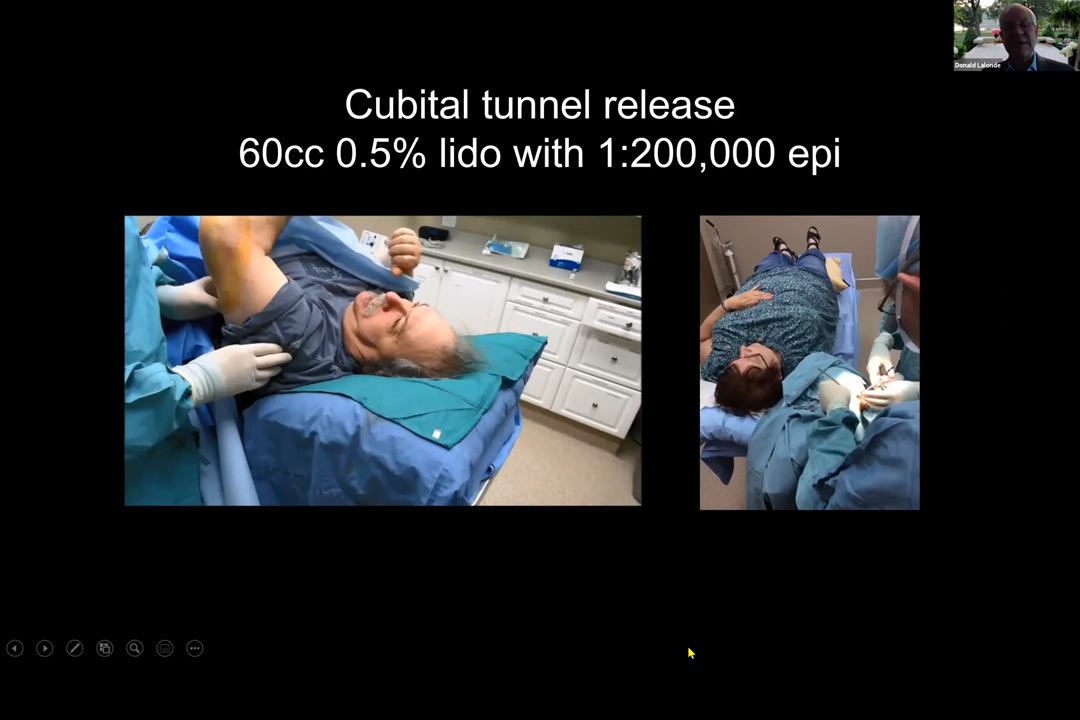 Donald Lalonde
Cubital tunnel release
60cc 0.5% lido with 1:200,000 epi